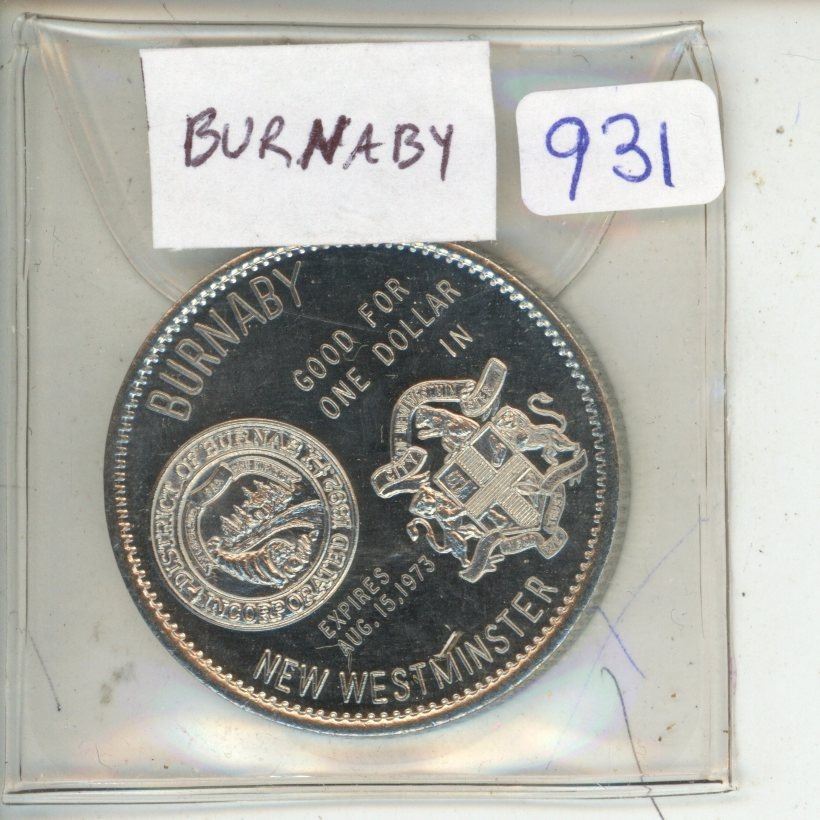 BURNABY
931
BURNABY
GOOD FOR
ONE DOLLAR
IN
DISTRICT OF BURNABY
1892
INCORPORATED
EXPIRES
AUG. 15, 1973
NEW WESTMINSTER